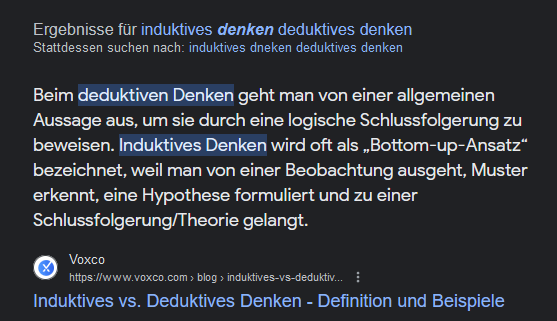 Ergebnisse für induktives denken deduktives denken
Stattdessen suchen nach: induktives dneken deduktives denken
Beim deduktiven Denken geht man von einer allgemeinen
Aussage aus, um sie durch eine logische Schlussfolgerung zu
beweisen. Induktives Denken wird oft als „Bottom-up-Ansatz“
bezeichnet, weil man von einer Beobachtung ausgeht, Muster
erkennt, eine Hypothese formuliert und zu einer
Schlussfolgerung/Theorie gelangt.
Voxco
https://www.voxco.com › blog › induktives-vs-deduktiv...
Induktives vs. Deduktives Denken - Definition und Beispiele